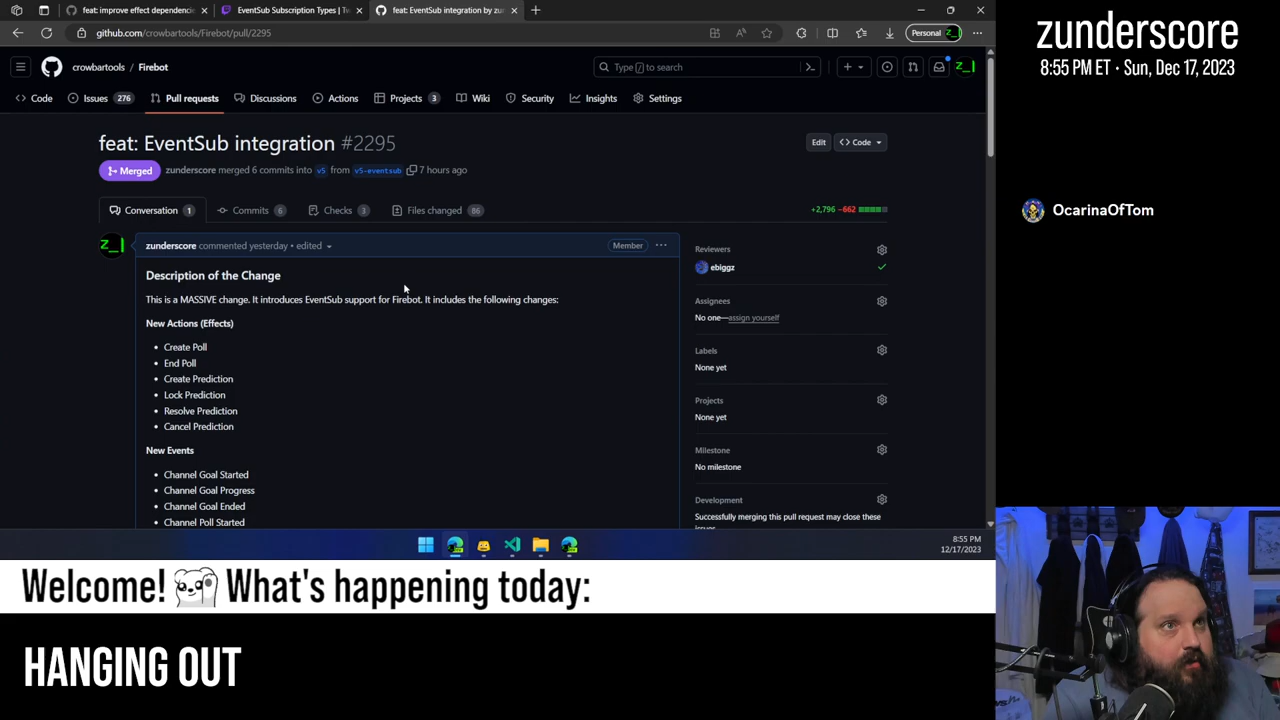 feat: improve effect dependenci
EventSub Subscription Types | Tw
feat: EventSub integration by zu
github.com/crowbartools/Firebot/pull/2295
Personal
crowbartools / Firebot
Type / to search
Code
Issues 276
Pull requests
Discussions
Actions
Projects 3
Wiki
Security
Insights
Settings
feat: EventSub integration #2295
Edit
<> Code
Merged
zunderscore merged 6 commits into v5 from v5-eventsub 7 hours ago
Conversation 1
Commits 6
Checks 3
Files changed 86
+2,796 −662
zunderscore commented yesterday • edited
Member
Description of the Change
This is a MASSIVE change. It introduces EventSub support for Firebot. It includes the following changes:
New Actions (Effects)
• Create Poll
• End Poll
• Create Prediction
• Lock Prediction
• Resolve Prediction
• Cancel Prediction
New Events
• Channel Goal Started
• Channel Goal Progress
• Channel Goal Ended
• Channel Poll Started
Reviewers
ebiggz
Assignees
No one—assign yourself
Labels
None yet
Projects
None yet
Milestone
No milestone
Development
Successfully merging this pull request may close these
issues.
8:55 PM
12/17/2023
zunderscore
8:55 PM ET • Sun, Dec 17, 2023
OcarinaOfTom
Welcome! What's happening today:
HANGING OUT